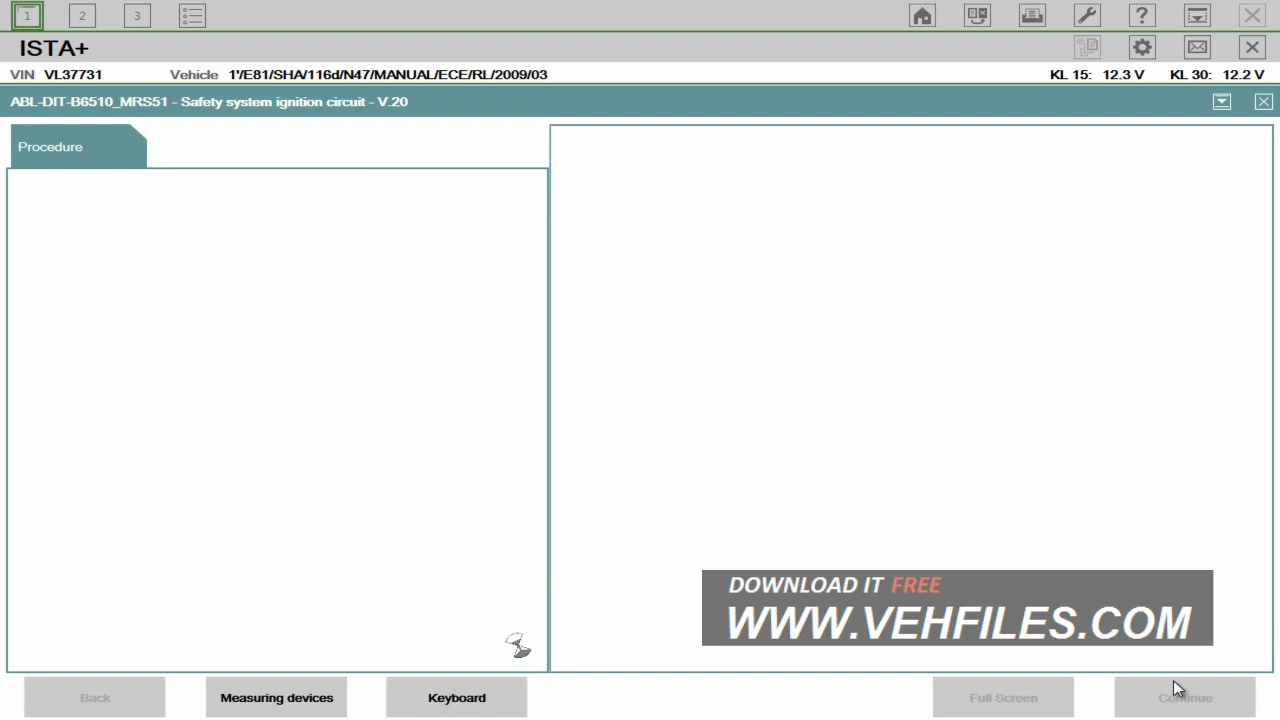 1 2 3 ?
ISTA+
VIN VL37731 Vehicle 1'/E81/SHA/116d/N47/MANUAL/ECE/RL/2009/03 KL 15: 12.3 V KL 30: 12.2 V
ABL-DIT-B6510_MRS51 - Safety system ignition circuit - V.20
Procedure
DOWNLOAD IT FREE
WWW.VEHFILES.COM
Back Measuring devices Keyboard Full Screen Continue